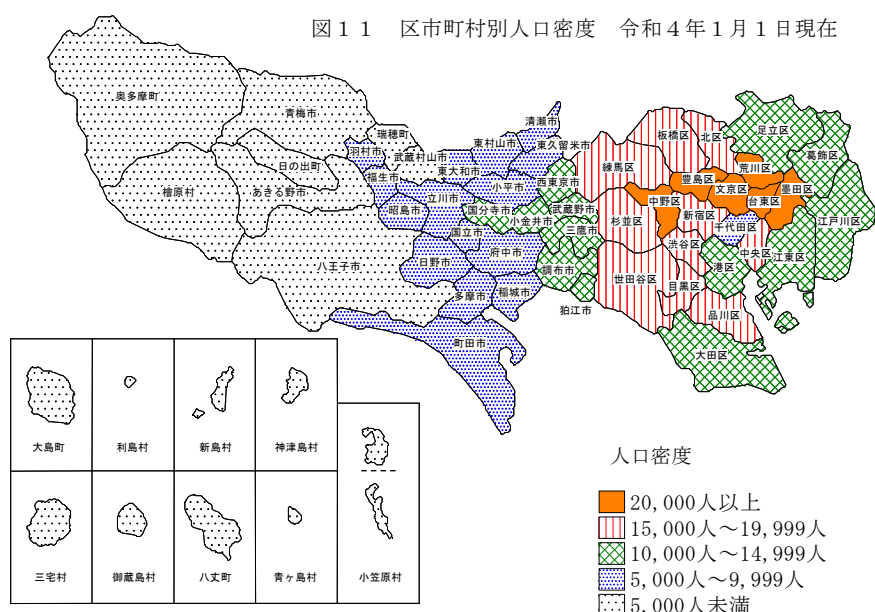 図１１　区市町村別人口密度　令和４年１月１日現在
奥多摩町
青梅市
瑞穂町
清瀬市
板橋区
北区
足立区
羽村市
武蔵村山市
東村山市
東久留米市
練馬区
荒川区
葛飾区
日の出町
東大和市
檜原村
あきる野市
福生市
小平市
西東京市
豊島区
文京区
台東区
墨田区
昭島市
立川市
国分寺市
小金井市
武蔵野市
杉並区
中野区
新宿区
千代田区
江戸川区
国立市
三鷹市
渋谷区
中央区
江東区
八王子市
日野市
府中市
調布市
世田谷区
目黒区
港区
多摩市
稲城市
狛江市
品川区
町田市
大田区
大島町
利島村
新島村
神津島村
三宅村
御蔵島村
八丈町
青ヶ島村
小笠原村
人口密度
20,000人以上
15,000人～19,999人
10,000人～14,999人
5,000人～9,999人
5,000人未満